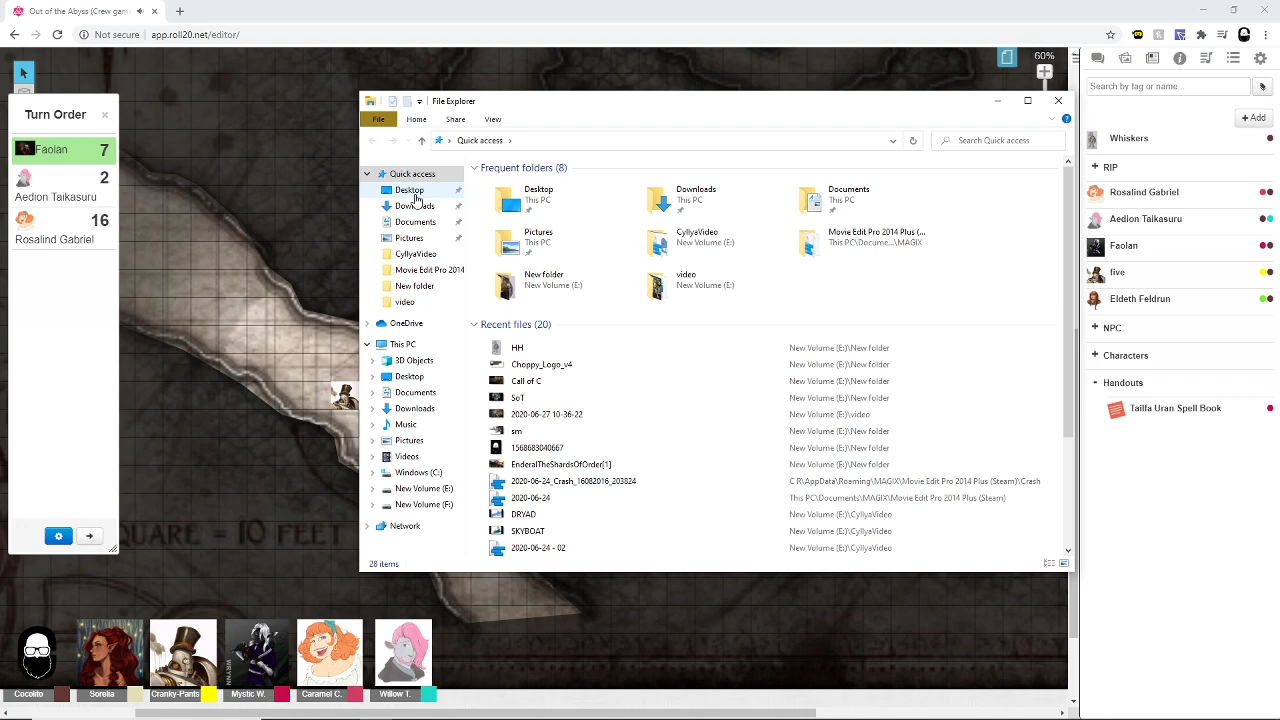 Out of the Abyss (Crew gam
Not secure | app.roll20.net/editor/
60%
Turn Order
Faolan 7
2
Aedion Taikasuru
16
Rosalind Gabriel
File Explorer
File Home Share View
Quick access
Search Quick access
Quick access
Desktop
Downloads
Documents
Pictures
CyllyaVideo
Movie Edit Pro 2014
New folder
video
OneDrive
This PC
3D Objects
Desktop
Documents
Downloads
Music
Pictures
Videos
Windows (C:)
New Volume (E:)
New Volume (F:)
Network
Frequent folders (8)
Desktop
This PC
Downloads
This PC
Documents
This PC
Pictures
This PC
CyllyaVideo
New Volume (E:)
Movie Edit Pro 2014 Plus (...
This PC\Docume...\MAGIX
New folder
New Volume (E:)
video
New Volume (E:)
Recent files (20)
HH New Volume (E:)\New folder
Choppy_Logo_v4 New Volume (E:)\New folder
Call of C New Volume (E:)\New folder
SoT New Volume (E:)\New folder
2020-06-27 10-36-22 New Volume (E:)\video
sm New Volume (E:)\New folder
1568683040667 New Volume (E:)\New folder
EnderalTheShardsOfOrder[1] New Volume (E:)\New folder
2020-06-24_Crash_16082016_203824 C R\AppData\Roaming\MAGIX\Movie Edit Pro 2014 Plus (Steam)\Crash
2020-06-24 This PC\Documents\MAGIX\Movie Edit Pro 2014 Plus (Steam)
DRYAD New Volume (E:)\CyllyaVideo
SKYBOAT New Volume (E:)\CyllyaVideo
2020-06-24 - 02 New Volume (E:)\CyllyaVideo
28 items
Search by tag or name...
+ Add
Whiskers
+ RIP
Rosalind Gabriel
Aedion Taikasuru
Faolan
five
Eldeth Feldrun
+ NPC
+ Characters
- Handouts
Tailfa Uran Spell Book
QUARE = 10 FEET
WRYNN
Cocolito
Sorelia
Cranky-Pants
Mystic W.
Caramel C.
Willow T.